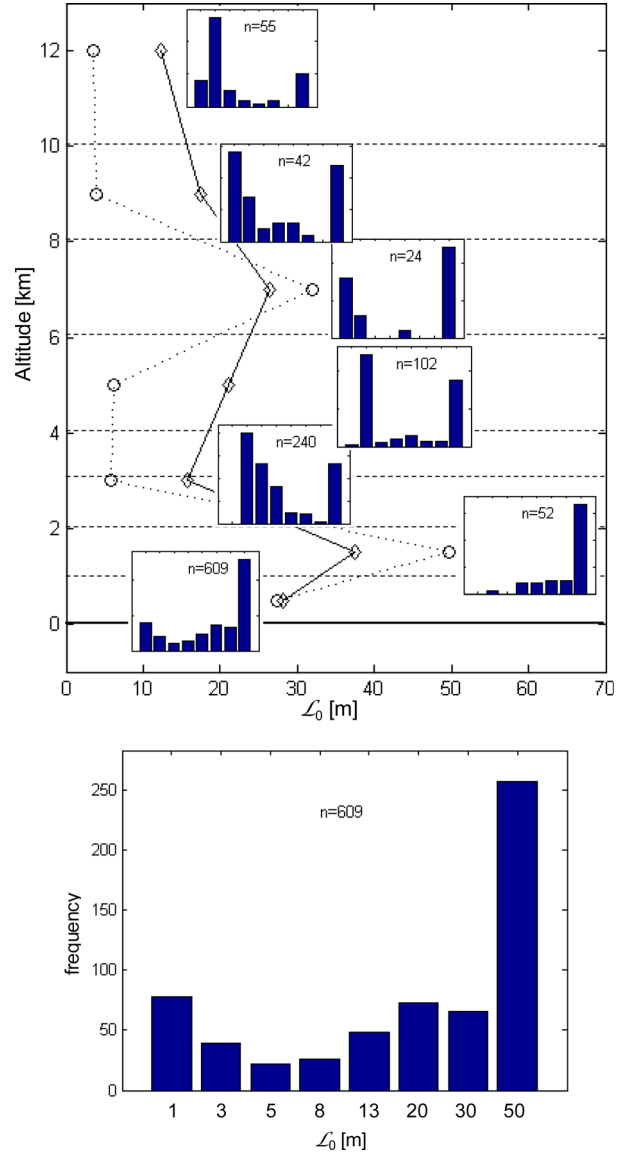 12
n=55
10
n=42
8
n=24
6
n=102
4
n=240
2
n=52
n=609
0
Altitude [km]
0 10 20 30 40 50 60 70
ℒ₀ [m]
250
n=609
200
150
100
50
0
frequency
1 3 5 8 13 20 30 50
ℒ₀ [m]